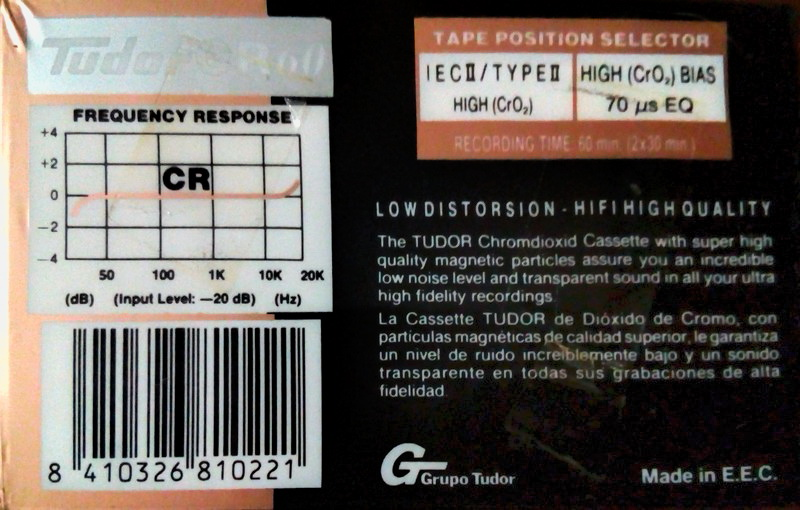 Tudor CR 60
FREQUENCY RESPONSE
+4
+2
0
−2
−4
CR
50 100 1K 10K 20K
(dB) (Input Level: —20 dB) (Hz)
8 410326 810221
TAPE POSITION SELECTOR
IECII/TYPEII
HIGH (CrO₂)
HIGH (CrO₂) BIAS
70 µs EQ
RECORDING TIME 60 min. (2x30 min.)
LOW DISTORSION - HIFI HIGH QUALITY
The TUDOR Chromdioxid Cassette with super high
quality magnetic particles assure you an incredible
low noise level and transparent sound in all your ultra
high fidelity recordings
La Cassette TUDOR de Dióxido de Cromo, con
partículas magnéticas de calidad superior, le garantiza
un nivel de ruido increíblemente bajo y un sonido
transparente en todas sus grabaciones de alta
fidelidad.
G Grupo Tudor
Made in E.E.C.